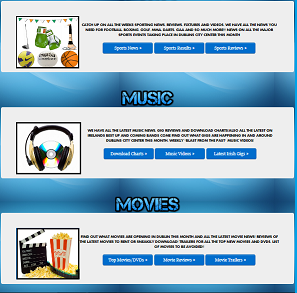 CATCH UP ON ALL THE WEEKS SPORTING NEWS REVIEWS, FIXTURES AND VIDEOS. WE HAVE ALL THE NEWS YOU
NEED FOR FOOTBALL, BOXING, GOLF, MMA, DARTS, GAA AND SO MUCH MORE! NEWS ON ALL THE MAJOR
SPORTS EVENTS TAKING PLACE IN DUBLINS CITY CENTER THIS MONTH
Sports News » Sports Results » Sports Reviews »
MUSIC
WE HAVE ALL THE LATEST MUSIC NEWS, GIG REVIEWS AND DOWNLOAD CHARTS.ALSO ALL THE LATEST ON
IRELANDS BEST UP AND COMING BANDS COME FIND OUT WHAT GIGS ARE HAPPENING IN AND AROUND
DUBLINS CITY CENTER THIS MONTH. WEEKLY "BLAST FROM THE PAST" MUSIC VIDEOS!!
Download Charts » Music Videos » Latest Irish Gigs »
MOVIES
FIND OUT WHAT MOVIES ARE OPENING IN DUBLIN THIS MONTH AND ALL THE LATEST MOVIE NEWS! REVIEWS OF
THE LATEST MOVIES TO RENT OR SNEAKILY DOWNLOAD! TRAILERS FOR ALL THE TOP NEW MOVIES AND DVDS. LIST
OF MOVIES TO BE AVOIDED!!
Top Movies/DVDs » Movie Reviews » Movie Trailers »